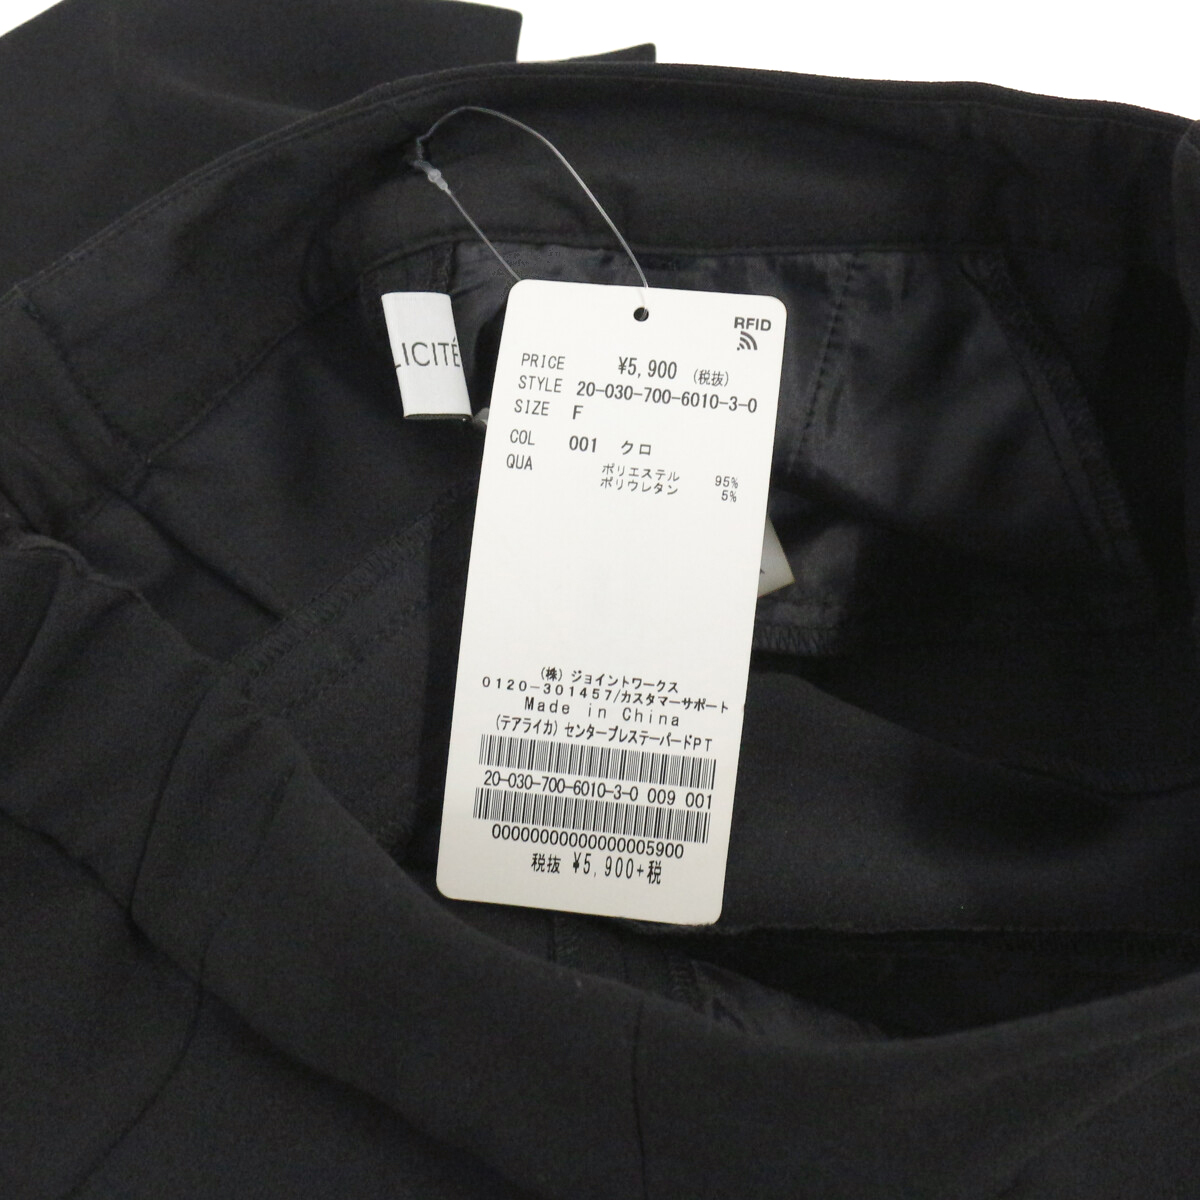 LICITÉ
RFID
PRICE ¥5,900 (税抜)
STYLE 20-030-700-6010-3-0
SIZE F
COL 001 クロ
QUA ポリエステル 95%
ポリウレタン 5%
(株) ジョイントワークス
0120-301457/カスタマーサポート
Made in China
(テアライカ) センタープレステーパードPT
20-030-700-6010-3-0 009 001
0000000000000005900
税抜 ¥5,900+税